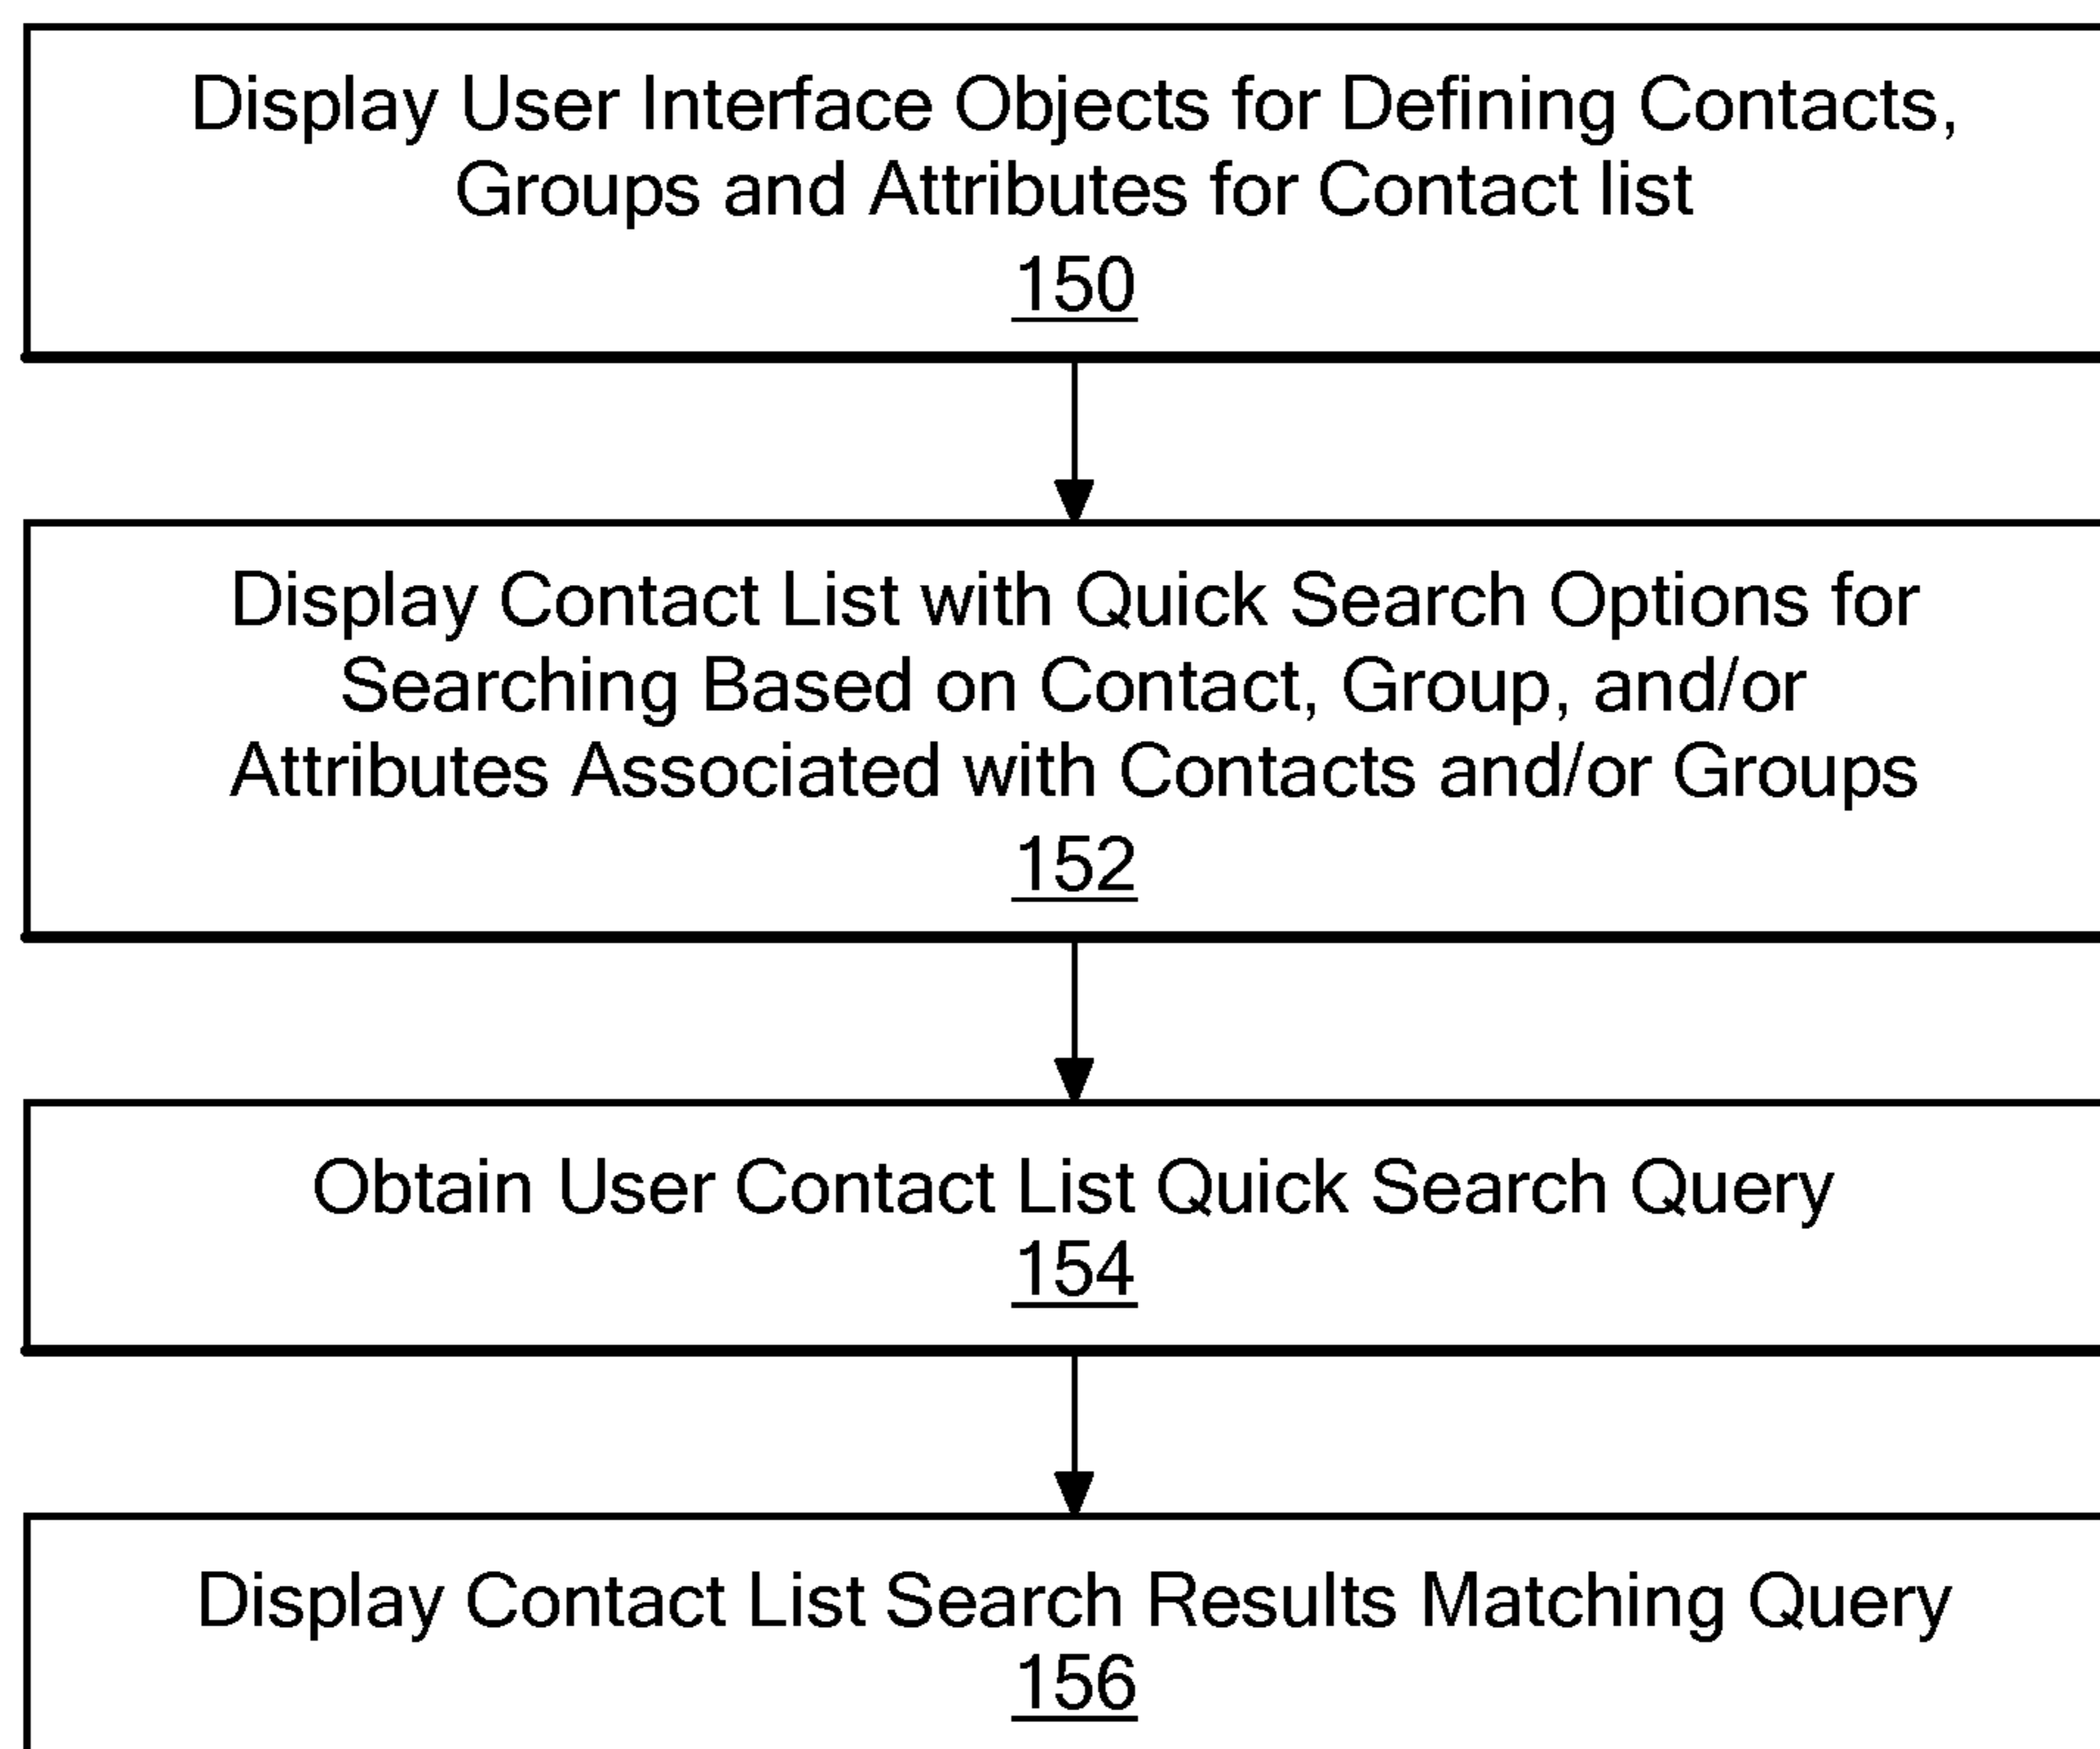 Display User Interface Objects for Defining Contacts,
Groups and Attributes for Contact list
150
Display Contact List with Quick Search Options for
Searching Based on Contact, Group, and/or
Attributes Associated with Contacts and/or Groups
152
Obtain User Contact List Quick Search Query
154
Display Contact List Search Results Matching Query
156